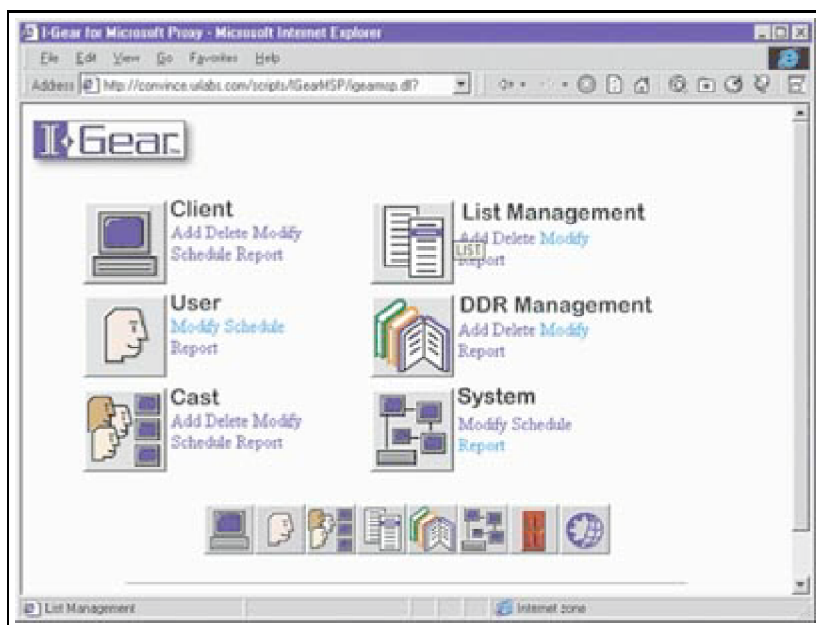 I-Gear for Microsoft Proxy - Microsoft Internet Explorer
File Edit View Go Favorites Help
Address http://convince.urlabs.com/scripts/IGearMSP/igearmsp.dll?
I-Gear
Client
Add Delete Modify
Schedule Report
List Management
Add Delete Modify
LIST
Report
User
Modify Schedule
Report
DDR Management
Add Delete Modify
Report
Cast
Add Delete Modify
Schedule Report
System
Modify Schedule
Report
List Management
Internet zone